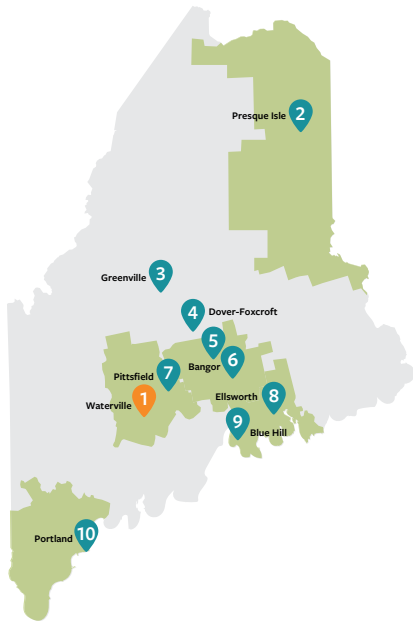 Presque Isle 2
Greenville 3
4 Dover-Foxcroft
5
Bangor 6
Pittsfield 7
Ellsworth 8
Waterville 1
9 Blue Hill
Portland 10